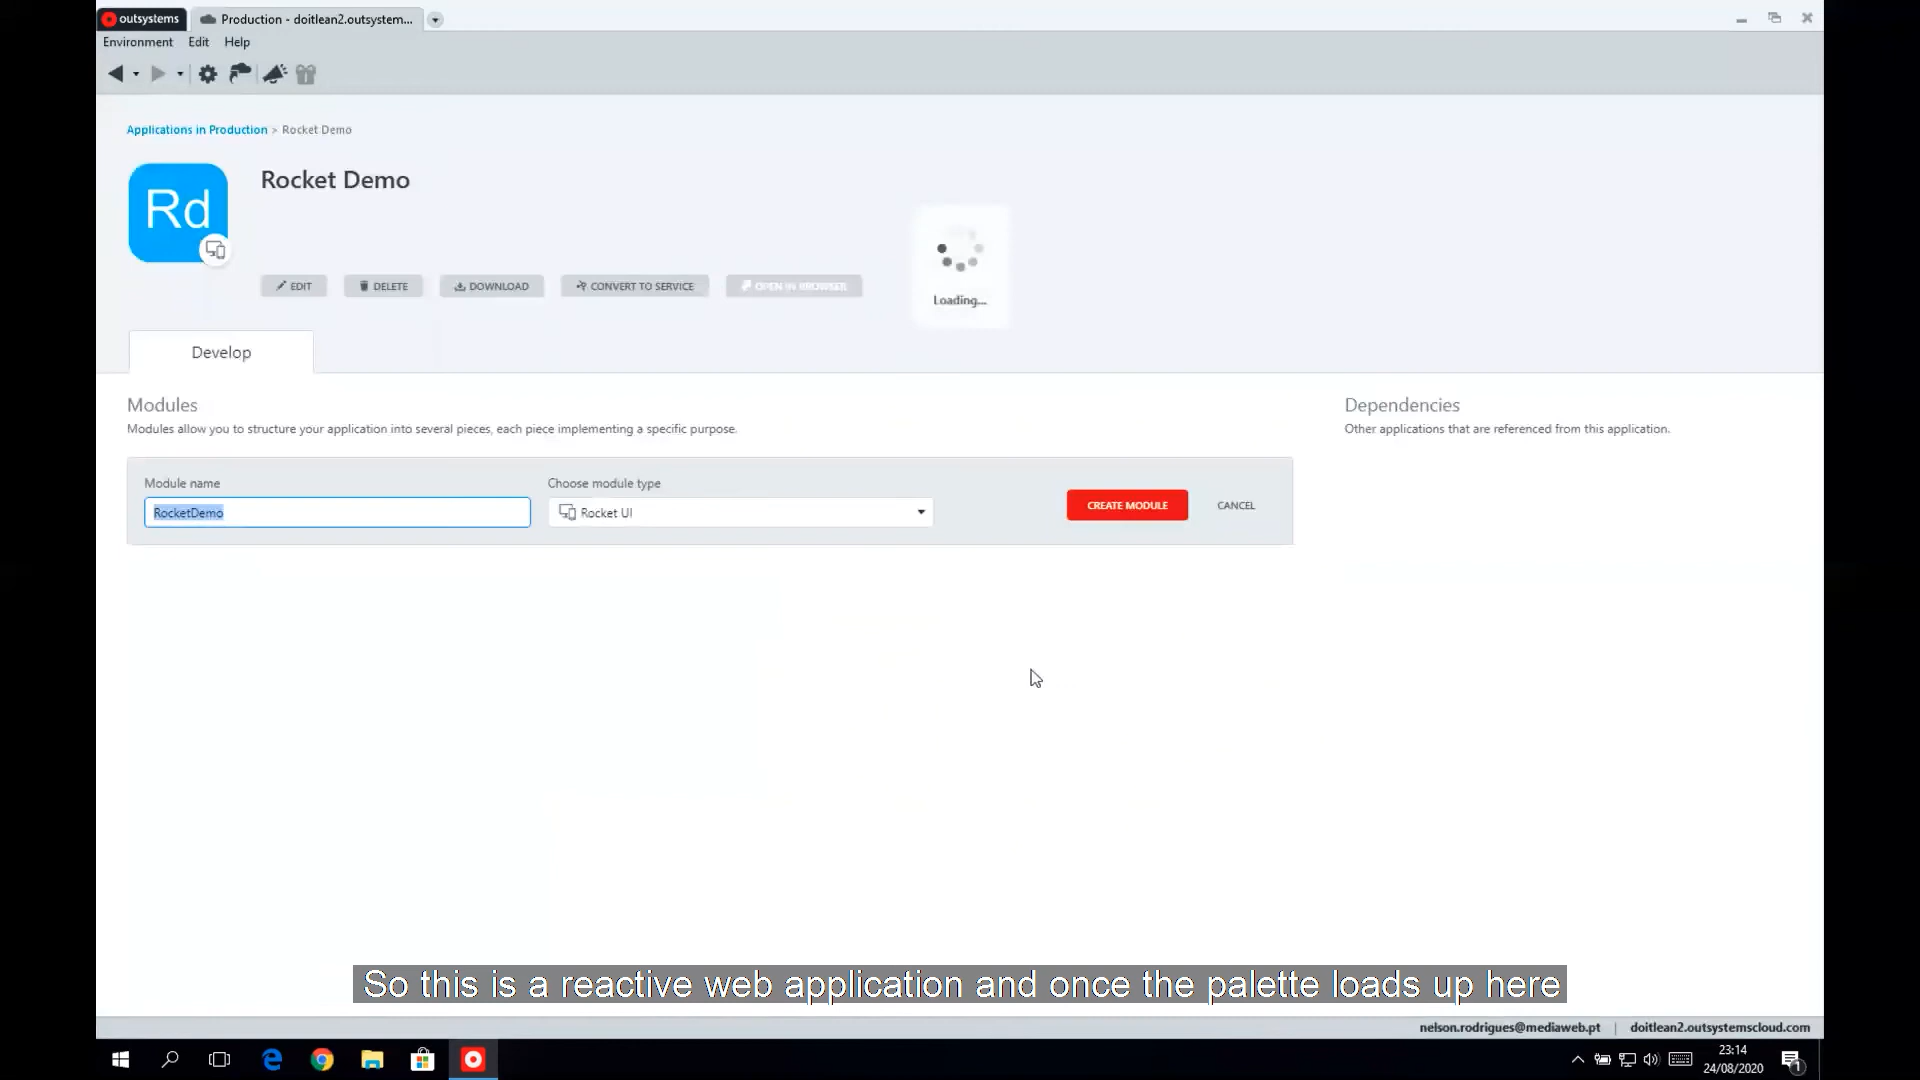 outsystems
Production - doitlean2.outsystem...
Environment Edit Help
Applications in Production > Rocket Demo
Rd
Rocket Demo
EDIT
DELETE
DOWNLOAD
CONVERT TO SERVICE
OPEN IN BROWSER
Loading...
Develop
Modules
Modules allow you to structure your application into several pieces, each piece implementing a specific purpose.
Dependencies
Other applications that are referenced from this application.
Module name
RocketDemo
Choose module type
Rocket UI
CREATE MODULE
CANCEL
So this is a reactive web application and once the palette loads up here
nelson.rodrigues@mediaweb.pt | doitlean2.outsystemscloud.com
23:14
24/08/2020
1